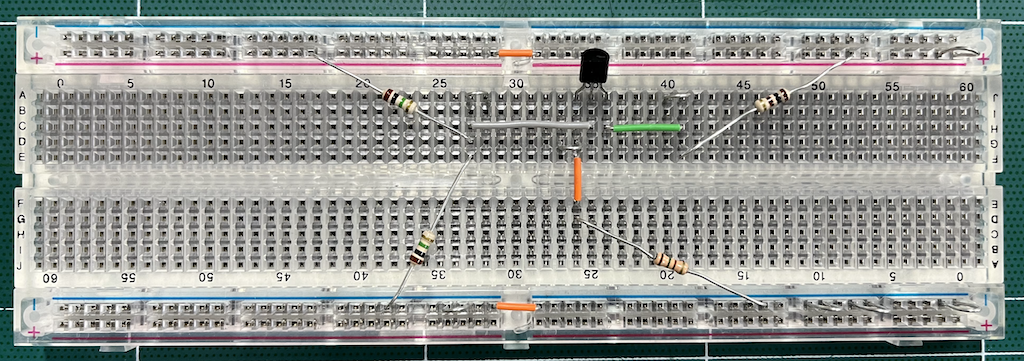 − −
+ +
0 5 10 15 20 25 30 35 40 45 50 55 60
A J
B I
C H
D G
E F
F E
G D
H C
I B
J A
60 55 50 45 40 35 30 25 20 15 10 5 0
− −
+ +